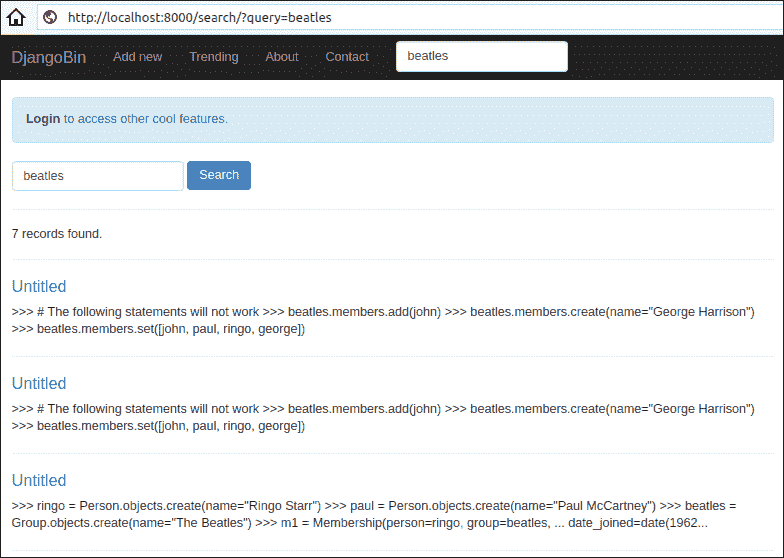 http://localhost:8000/search/?query=beatles
DjangoBin Add new Trending About Contact beatles
Login to access other cool features.
beatles Search
7 records found.
Untitled
>>> # The following statements will not work >>> beatles.members.add(john) >>> beatles.members.create(name="George Harrison")
>>> beatles.members.set([john, paul, ringo, george])
Untitled
>>> # The following statements will not work >>> beatles.members.add(john) >>> beatles.members.create(name="George Harrison")
>>> beatles.members.set([john, paul, ringo, george])
Untitled
>>> ringo = Person.objects.create(name="Ringo Starr") >>> paul = Person.objects.create(name="Paul McCartney") >>> beatles =
Group.objects.create(name="The Beatles") >>> m1 = Membership(person=ringo, group=beatles, ... date_joined=date(1962...